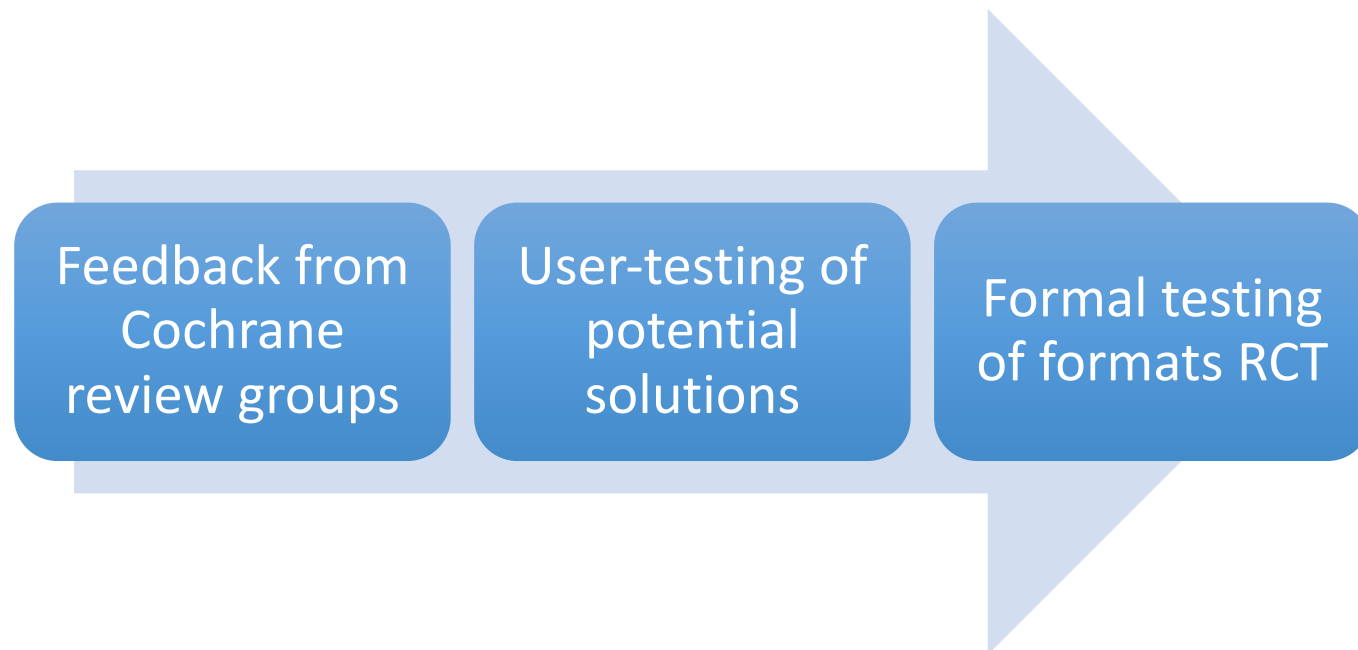 Feedback from
Cochrane
review groups
User-testing of
potential
solutions
Formal testing
of formats RCT